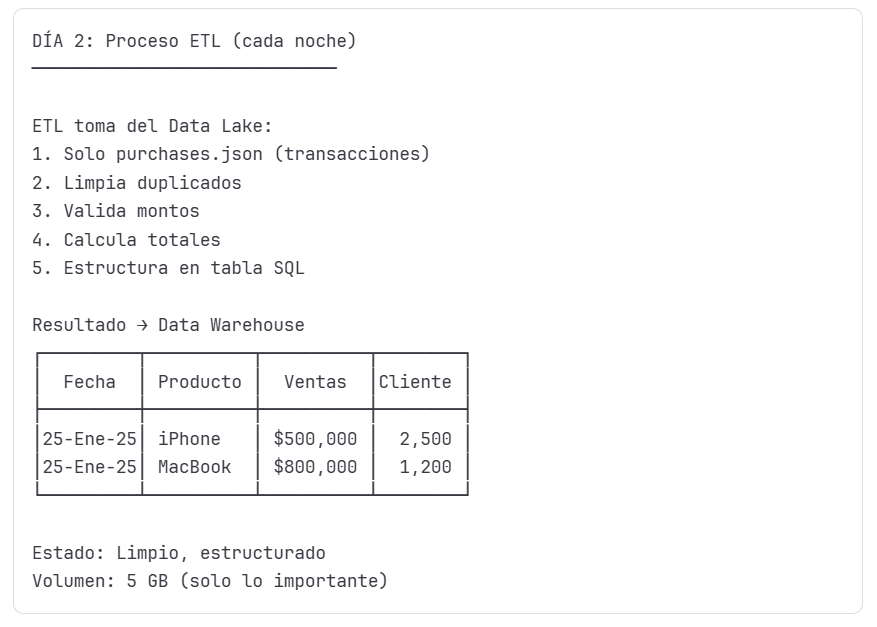 DÍA 2: Proceso ETL (cada noche)
ETL toma del Data Lake:
1. Solo purchases.json (transacciones)
2. Limpia duplicados
3. Valida montos
4. Calcula totales
5. Estructura en tabla SQL
Resultado → Data Warehouse
Fecha Producto Ventas Cliente
25-Ene-25 iPhone $500,000 2,500
25-Ene-25 MacBook $800,000 1,200
Estado: Limpio, estructurado
Volumen: 5 GB (solo lo importante)